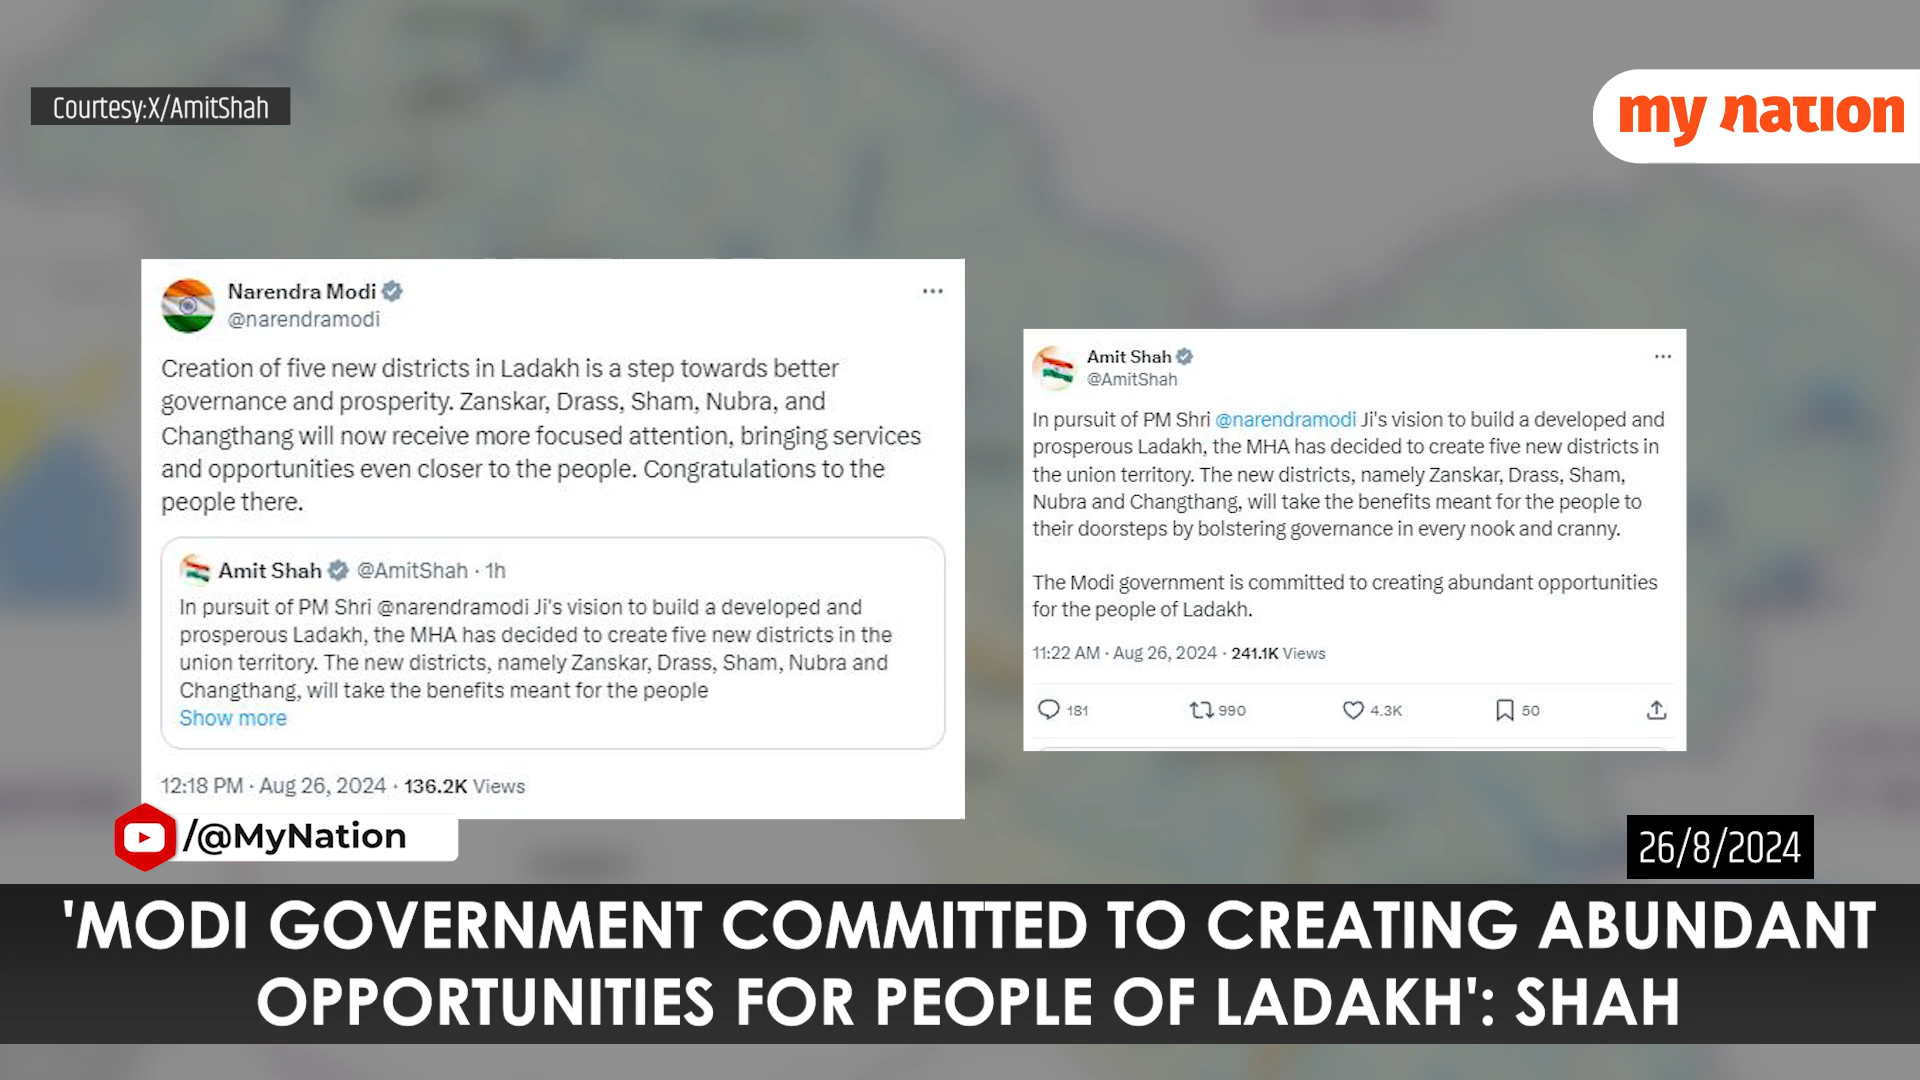 Courtesy:X/AmitShah
my nation
Narendra Modi
@narendramodi
Creation of five new districts in Ladakh is a step towards better
governance and prosperity. Zanskar, Drass, Sham, Nubra, and
Changthang will now receive more focused attention, bringing services
and opportunities even closer to the people. Congratulations to the
people there.
Amit Shah @AmitShah · 1h
In pursuit of PM Shri @narendramodi Ji's vision to build a developed and
prosperous Ladakh, the MHA has decided to create five new districts in the
union territory. The new districts, namely Zanskar, Drass, Sham, Nubra and
Changthang, will take the benefits meant for the people
Show more
12:18 PM · Aug 26, 2024 · 136.2K Views
Amit Shah
@AmitShah
In pursuit of PM Shri @narendramodi Ji's vision to build a developed and
prosperous Ladakh, the MHA has decided to create five new districts in
the union territory. The new districts, namely Zanskar, Drass, Sham,
Nubra and Changthang, will take the benefits meant for the people to
their doorsteps by bolstering governance in every nook and cranny.
The Modi government is committed to creating abundant opportunities
for the people of Ladakh.
11:22 AM · Aug 26, 2024 · 241.1K Views
181 990 4.3K 50
/@MyNation
26/8/2024
'MODI GOVERNMENT COMMITTED TO CREATING ABUNDANT
OPPORTUNITIES FOR PEOPLE OF LADAKH': SHAH